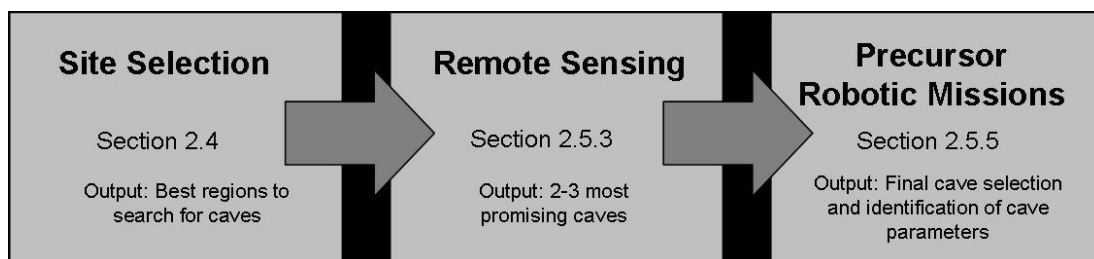 Site Selection
Section 2.4
Output: Best regions to
search for caves
Remote Sensing
Section 2.5.3
Output: 2-3 most
promising caves
Precursor
Robotic Missions
Section 2.5.5
Output: Final cave selection
and identification of cave
parameters